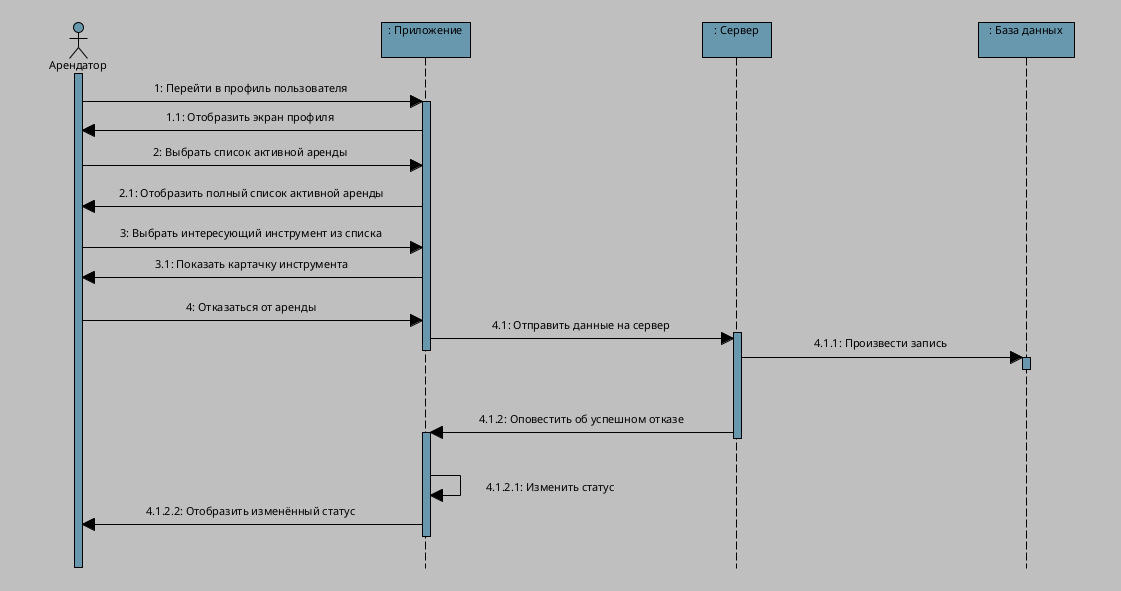 : Приложение
: Сервер
: База данных
Арендатор
1: Перейти в профиль пользователя
1.1: Отобразить экран профиля
2: Выбрать список активной аренды
2.1: Отобразить полный список активной аренды
3: Выбрать интересующий инструмент из списка
3.1: Показать картачку инструмента
4: Отказаться от аренды
4.1: Отправить данные на сервер
4.1.1: Произвести запись
4.1.2: Оповестить об успешном отказе
4.1.2.1: Изменить статус
4.1.2.2: Отобразить изменённый статус